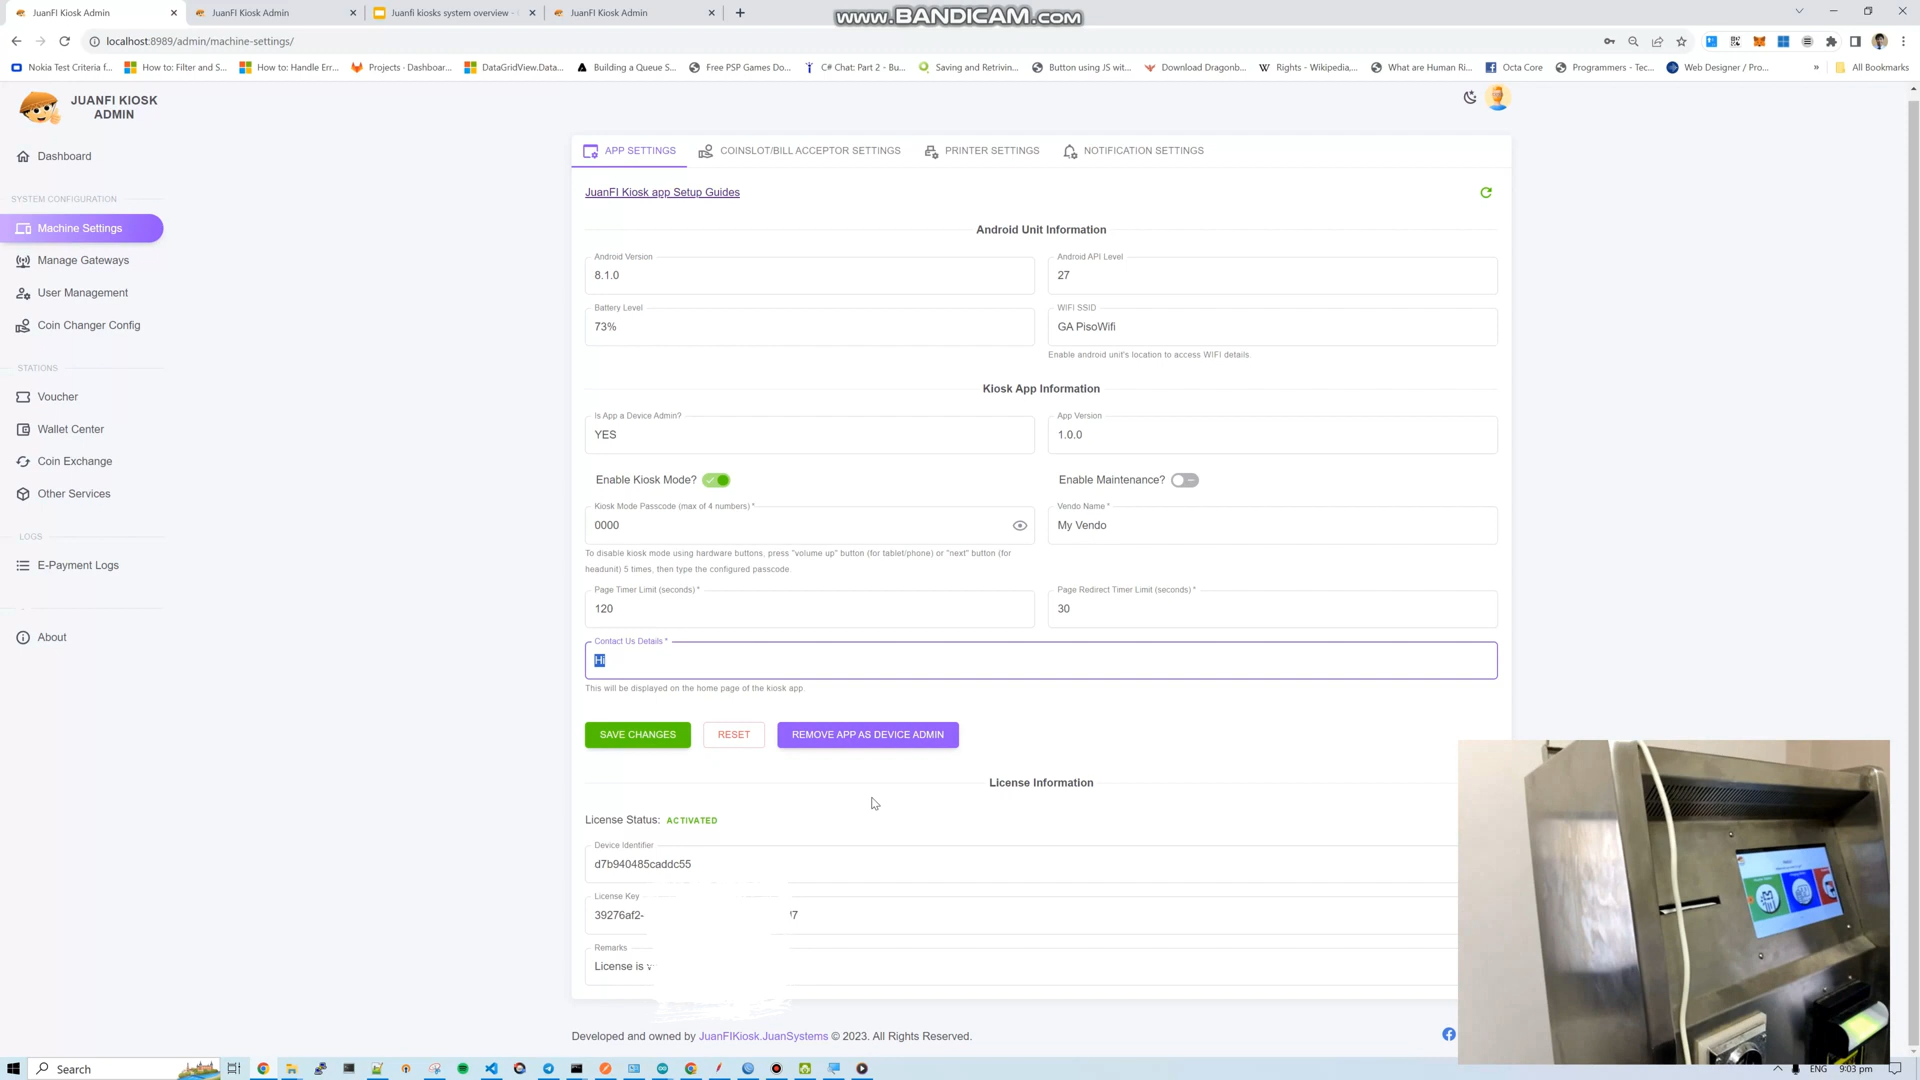 JuanFI Kiosk Admin
JuanFI Kiosk Admin
Juanfi kiosks system overview -
JuanFI Kiosk Admin
www.BANDICAM.com
localhost:8989/admin/machine-settings/
Nokia Test Criteria f...
How to: Filter and S...
How to: Handle Err...
Projects · Dashboar...
DataGridView.Data...
Building a Queue S...
Free PSP Games Do...
C# Chat: Part 2 - Bu...
Saving and Retrivin...
Button using JS wit...
Download Dragonb...
Rights - Wikipedia,...
What are Human Ri...
Octa Core
Programmers - Tec...
Web Designer / Pro...
»
All Bookmarks
JUANFI KIOSK
ADMIN
Dashboard
SYSTEM CONFIGURATION
Machine Settings
Manage Gateways
User Management
Coin Changer Config
STATIONS
Voucher
Wallet Center
Coin Exchange
Other Services
LOGS
E-Payment Logs
About
APP SETTINGS
COINSLOT/BILL ACCEPTOR SETTINGS
PRINTER SETTINGS
NOTIFICATION SETTINGS
JuanFI Kiosk app Setup Guides
Android Unit Information
Android Version
8.1.0
Android API Level
27
Battery Level
73%
WIFI SSID
GA PisoWifi
Enable android unit's location to access WIFI details.
Kiosk App Information
Is App a Device Admin?
YES
App Version
1.0.0
Enable Kiosk Mode?
Enable Maintenance?
Kiosk Mode Passcode (max of 4 numbers) *
0000
Vendo Name *
My Vendo
To disable kiosk mode using hardware buttons, press "volume up" button (for tablet/phone) or "next" button (for
headunit) 5 times, then type the configured passcode.
Page Timer Limit (seconds) *
120
Page Redirect Timer Limit (seconds) *
30
Contact Us Details *
Hi
This will be displayed on the home page of the kiosk app.
SAVE CHANGES
RESET
REMOVE APP AS DEVICE ADMIN
License Information
License Status: ACTIVATED
Device Identifier
d7b940485caddc55
License Key
39276af2-
Remarks
License is
Developed and owned by JuanFIKiosk.JuanSystems © 2023. All Rights Reserved.
Search
ENG
9:03 pm